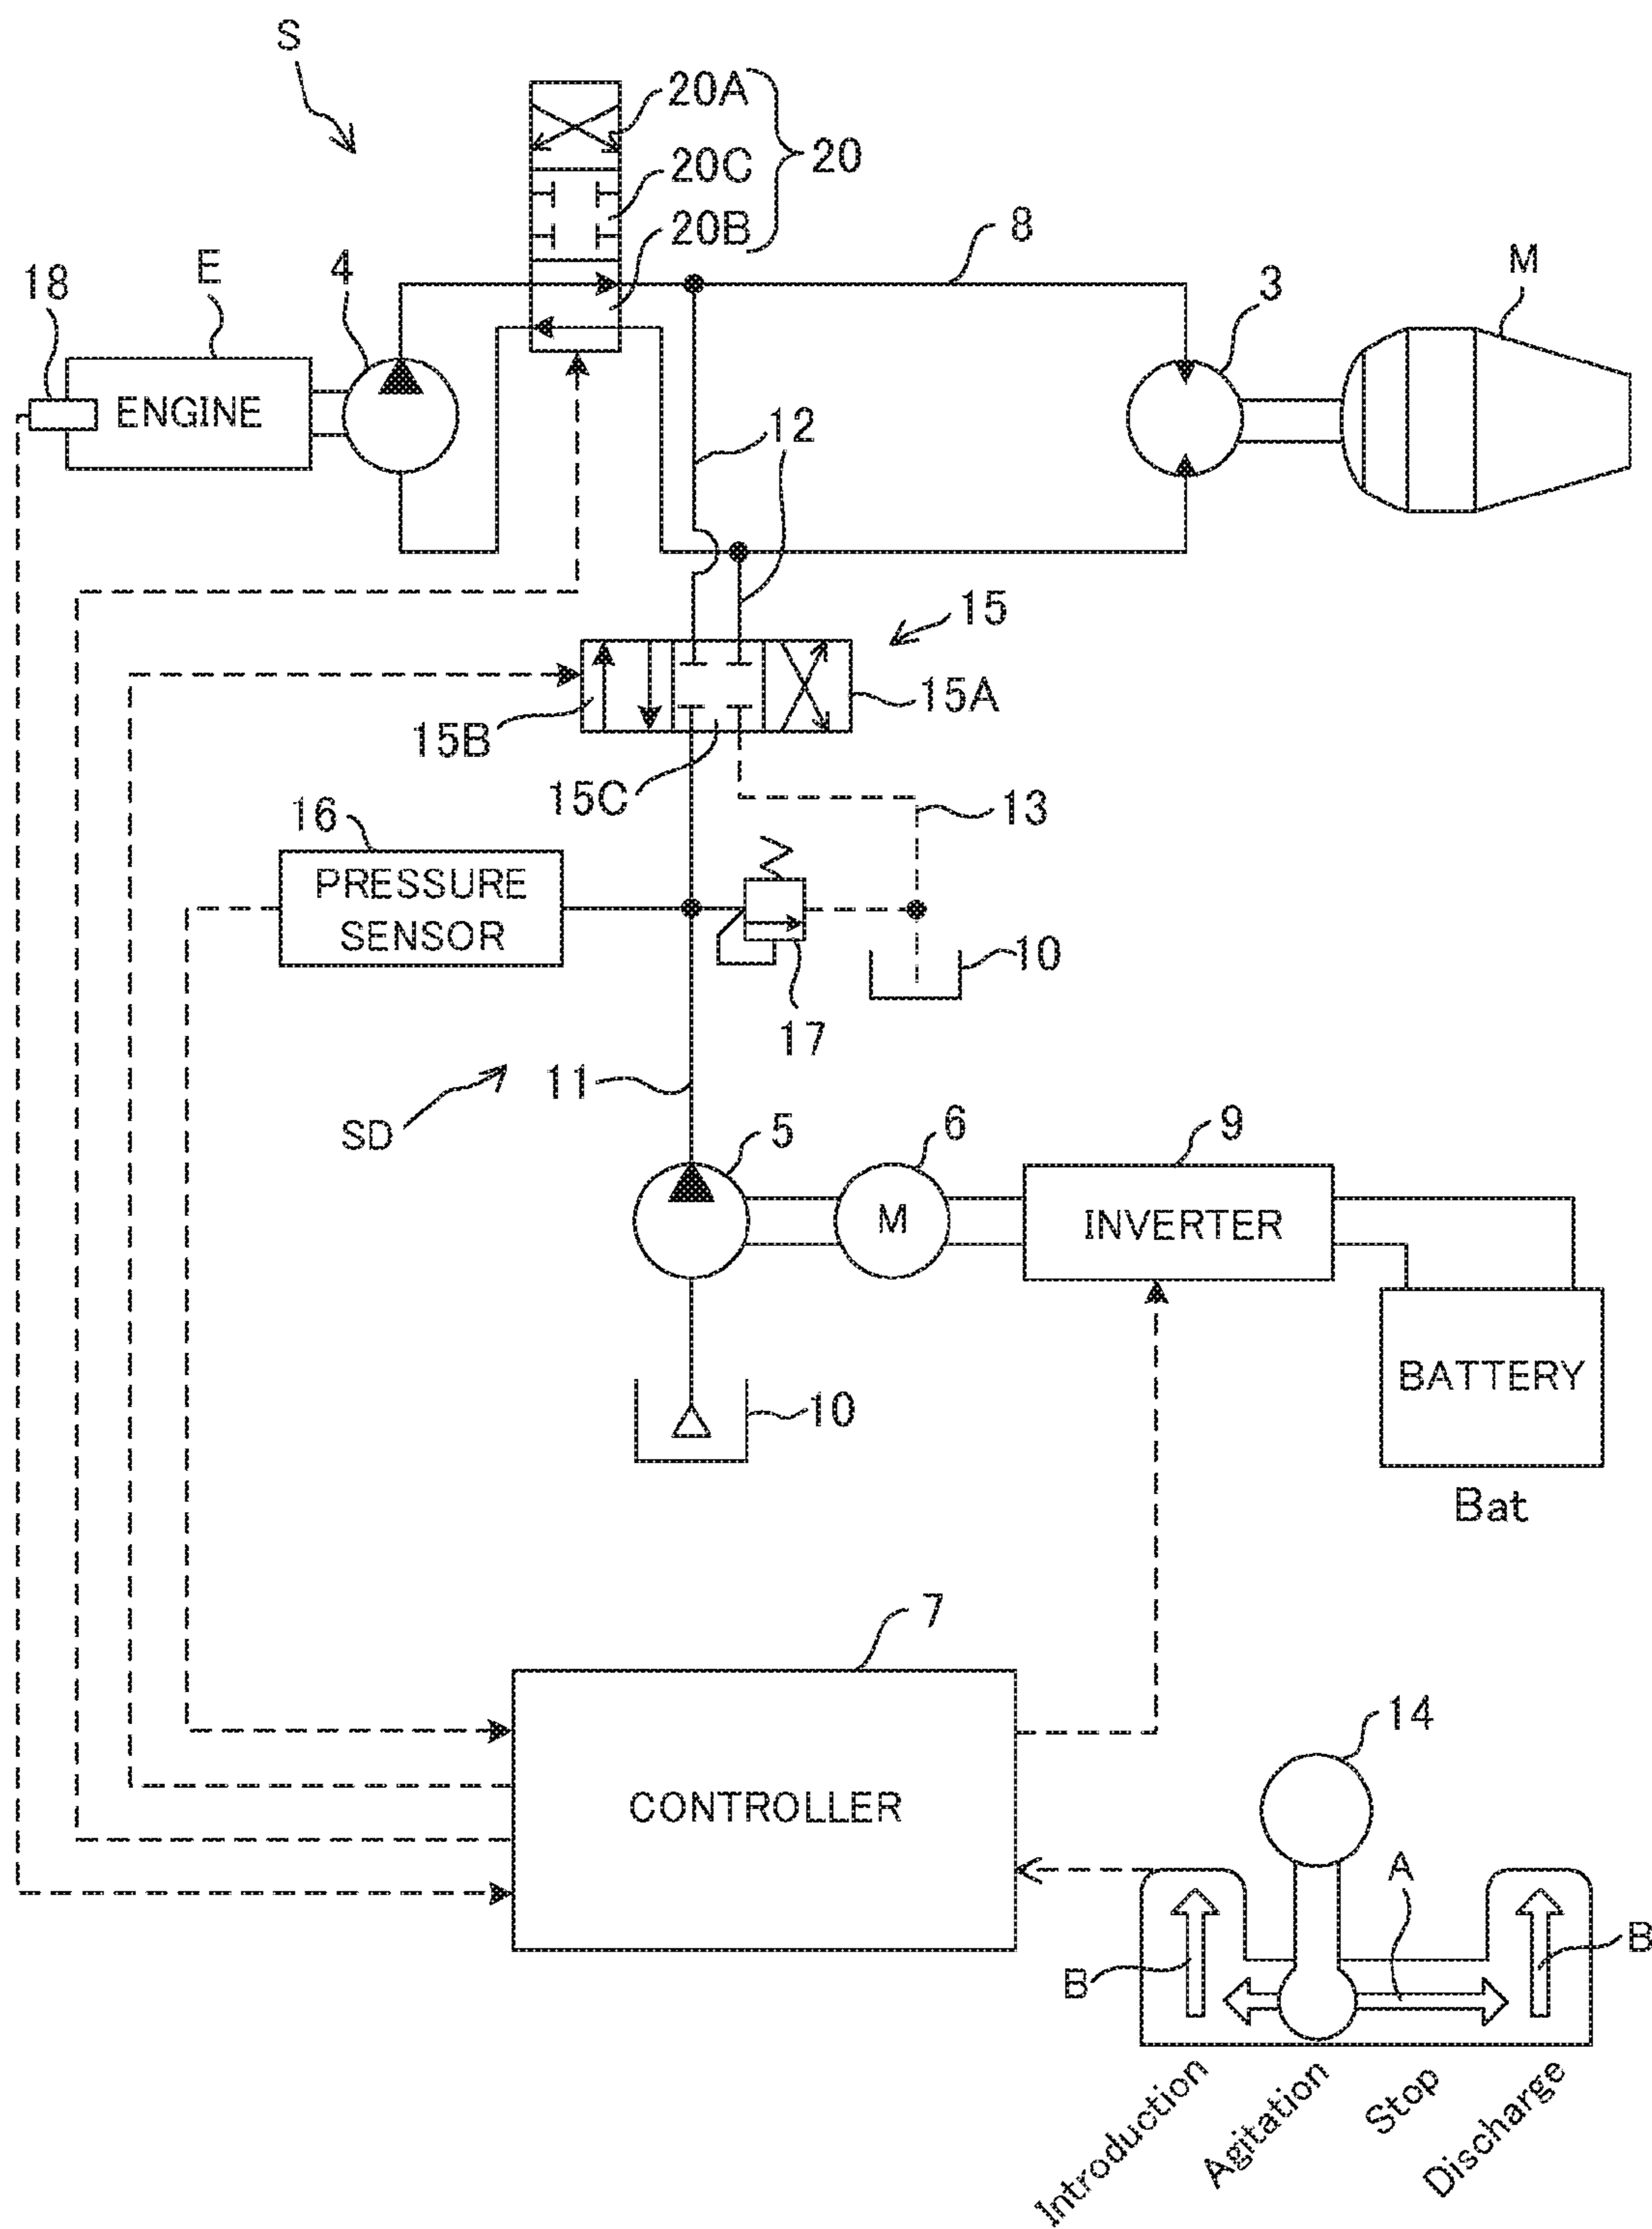 S
20A
20C
20
20B
8
M
E
4
18
3
ENGINE
12
15
15A
15B
15C
16
13
PRESSURE
SENSOR
10
17
11
SD
5
6
9
M
INVERTER
BATTERY
10
Bat
7
14
CONTROLLER
A
B
B
Introduction
Agitation
Stop
Discharge